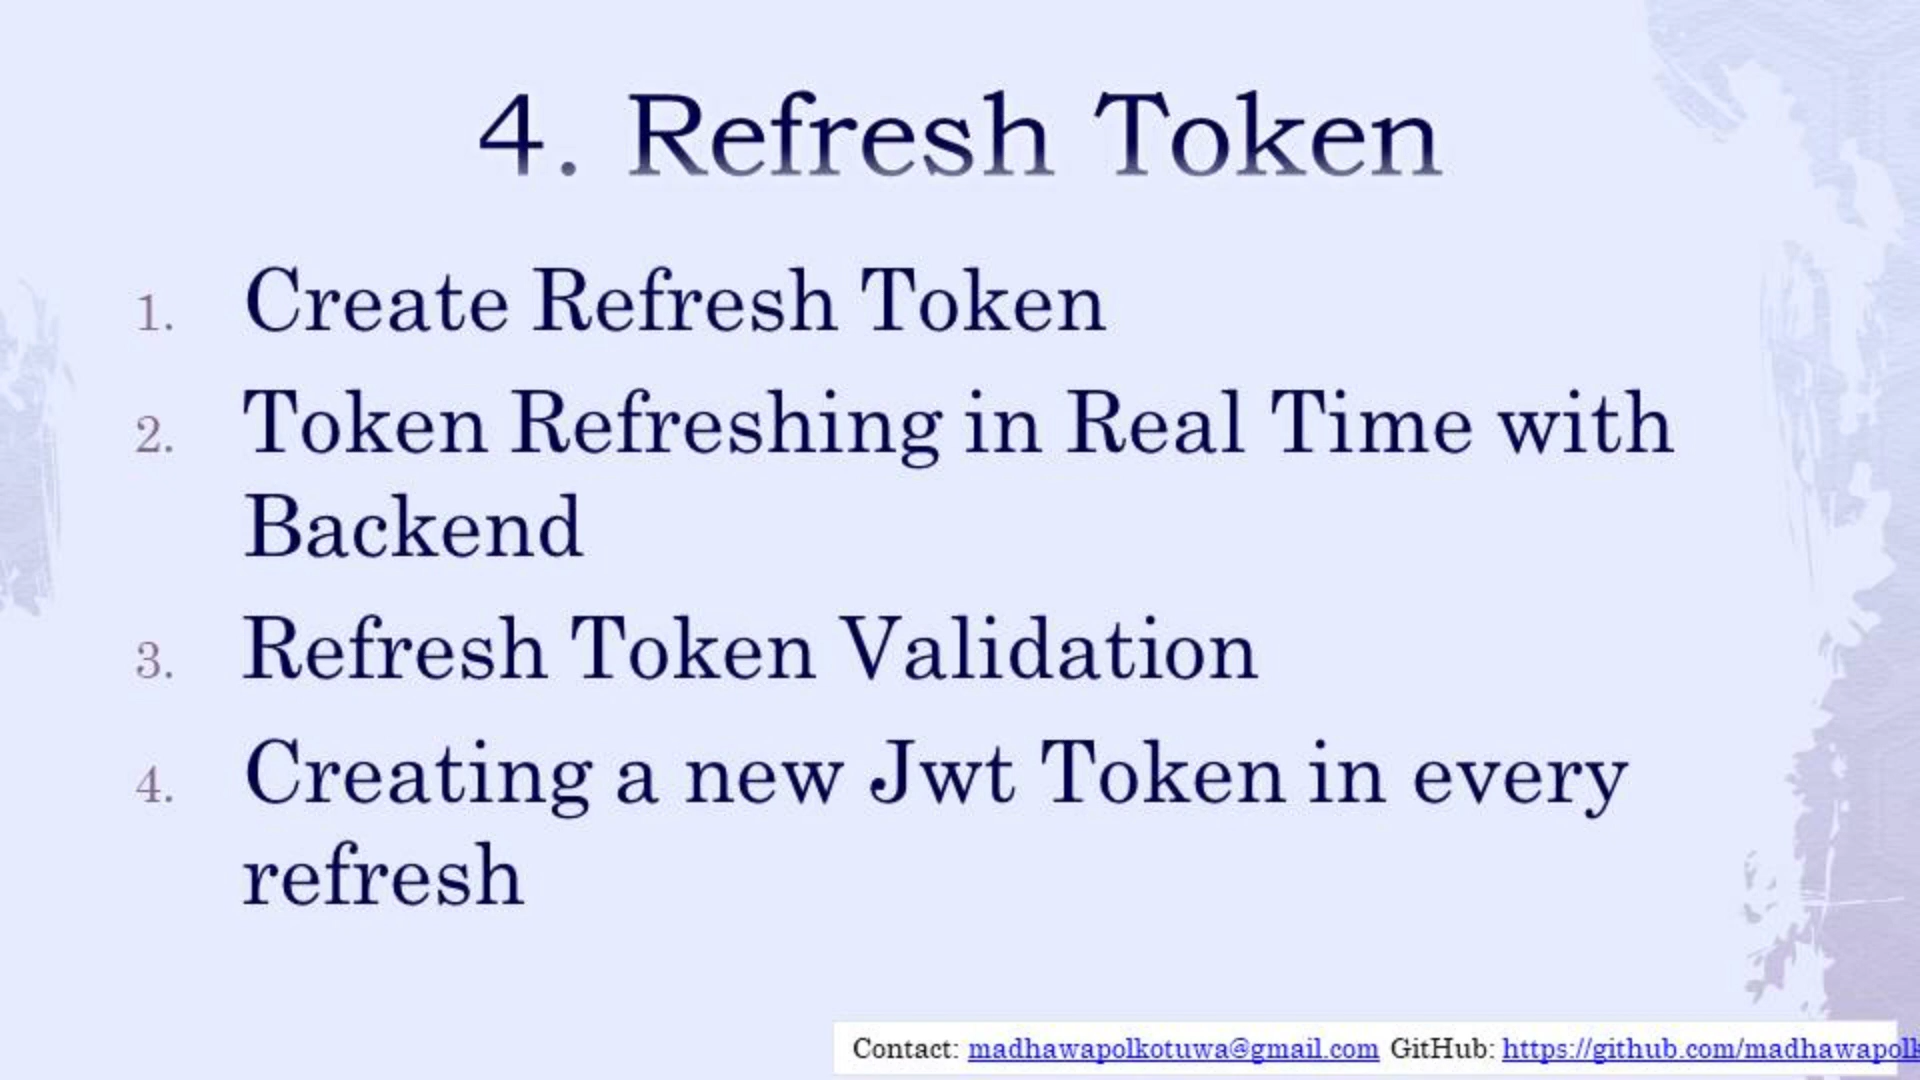 4. Refresh Token
1. Create Refresh Token
2. Token Refreshing in Real Time with
Backend
3. Refresh Token Validation
4. Creating a new Jwt Token in every
refresh
Contact: madhawapolkotuwa@gmail.com GitHub: https://github.com/madhawapolk